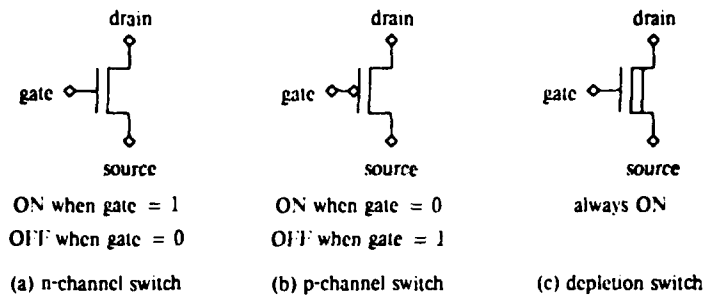 drain drain drain
gate gate gate
source source source
ON when gate = 1 ON when gate = 0 always ON
OFF when gate = 0 OFF when gate = 1
(a) n-channel switch (b) p-channel switch (c) depletion switch